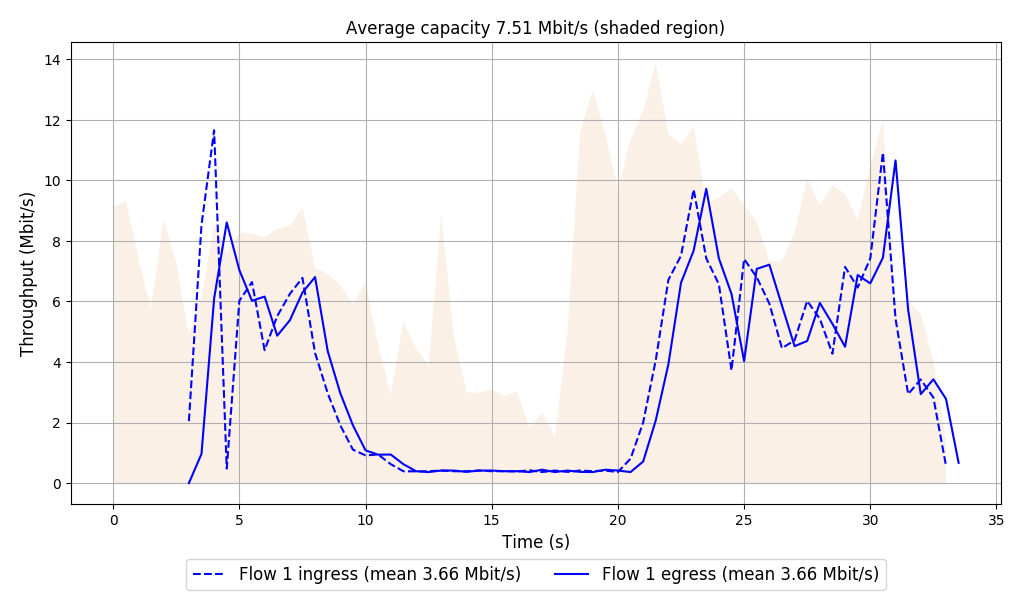 Average capacity 7.51 Mbit/s (shaded region)
14
12
10
8
6
4
2
0
Throughput (Mbit/s)
0 5 10 15 20 25 30 35
Time (s)
Flow 1 ingress (mean 3.66 Mbit/s) Flow 1 egress (mean 3.66 Mbit/s)